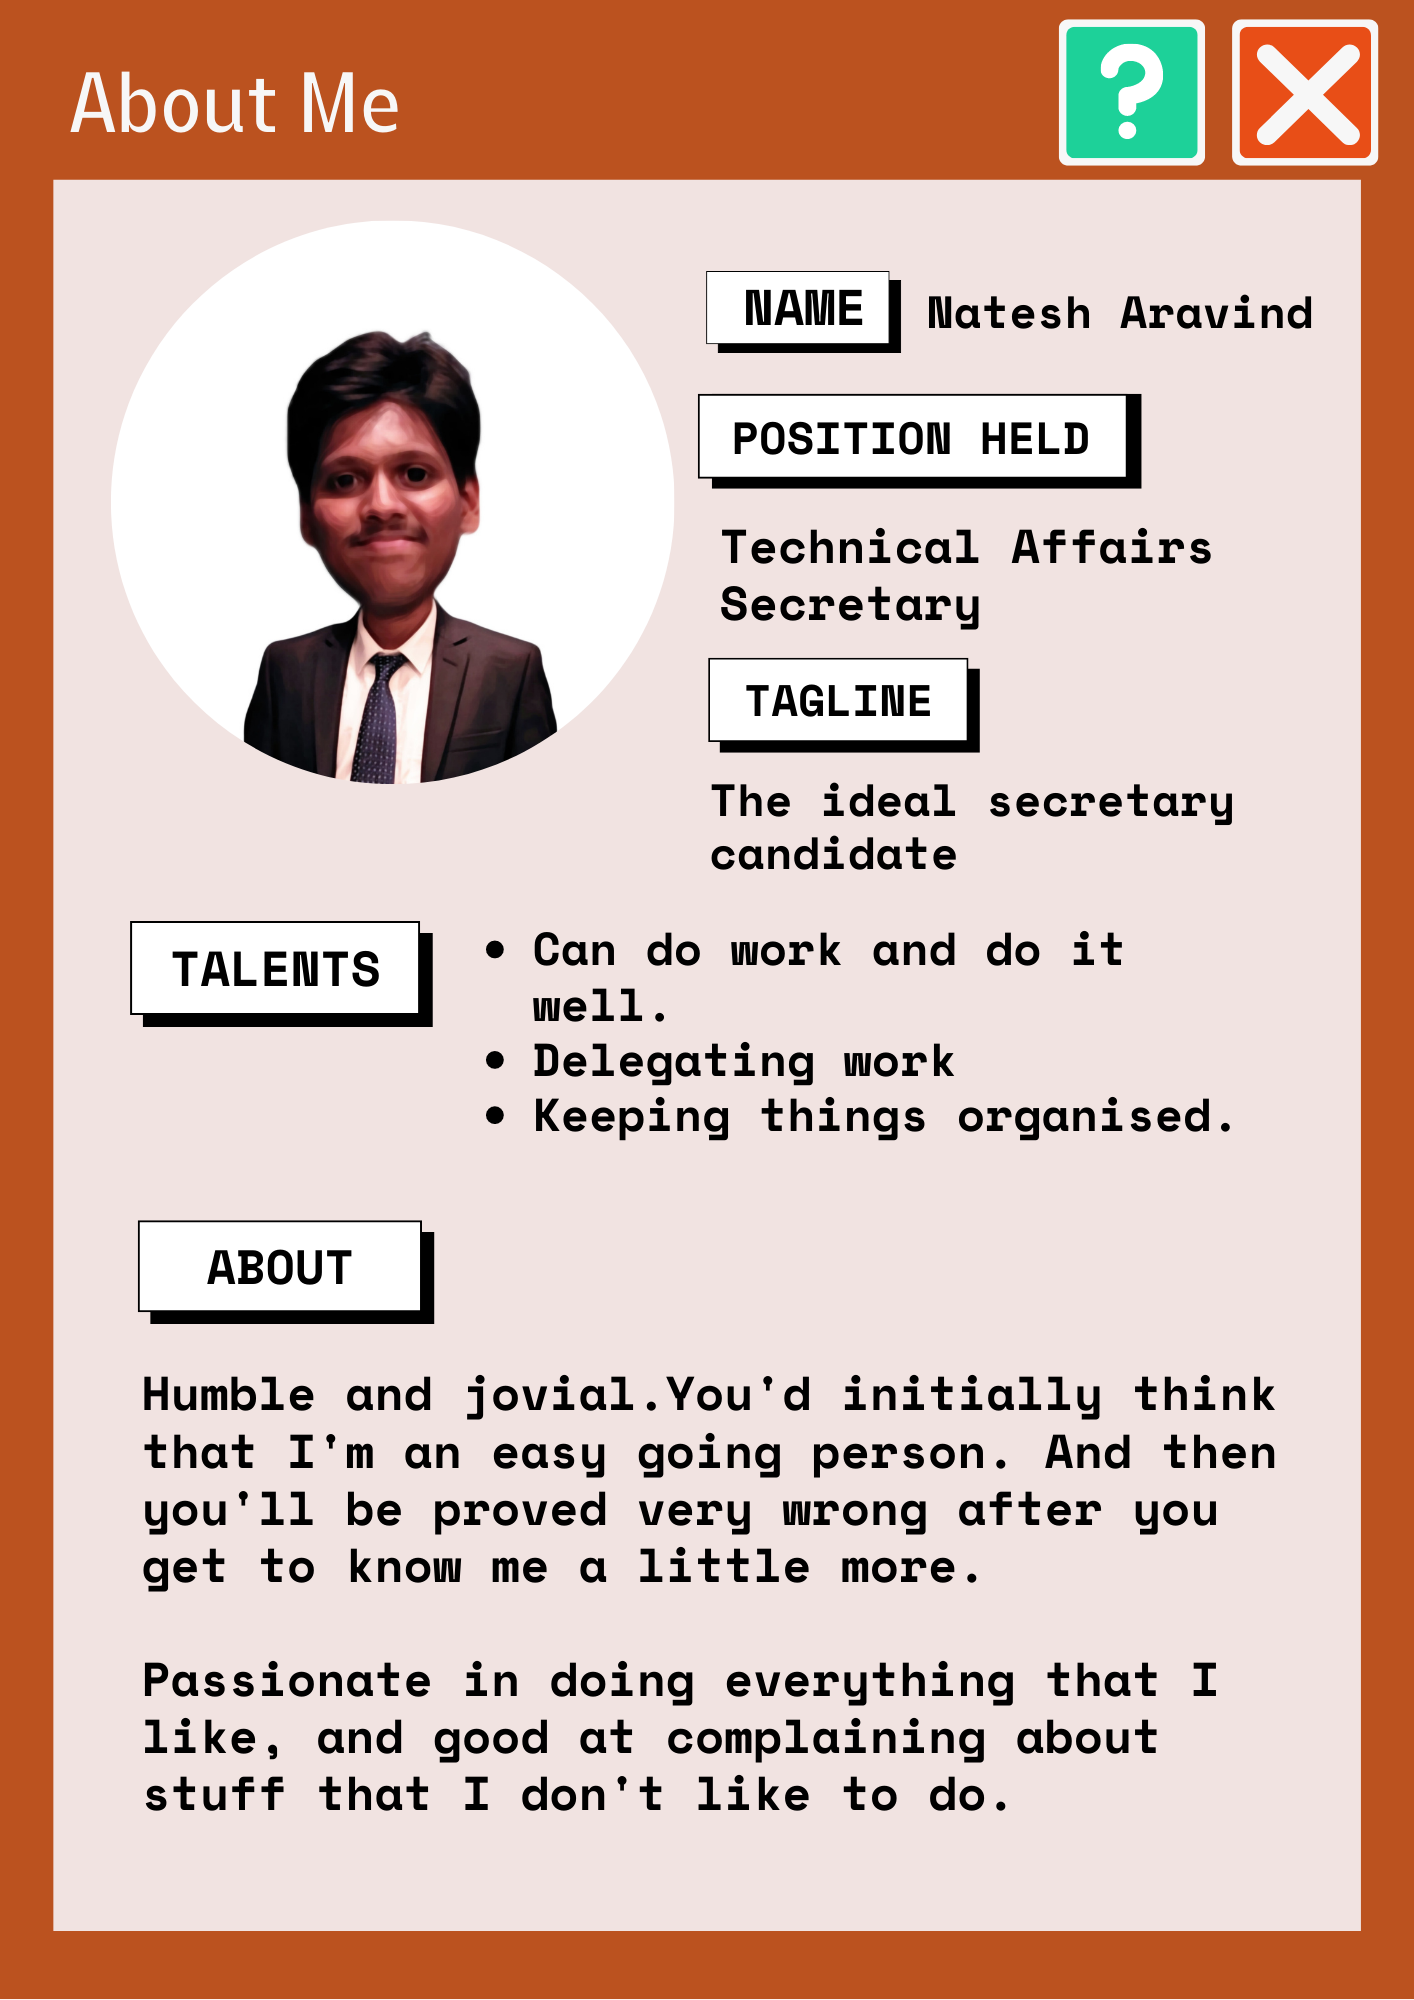 About Me
NAME
Natesh Aravind
POSITION HELD
Technical Affairs
Secretary
TAGLINE
The ideal secretary
candidate
TALENTS
• Can do work and do it
well.
• Delegating work
• Keeping things organised.
ABOUT
Humble and jovial.You'd initially think
that I'm an easy going person. And then
you'll be proved very wrong after you
get to know me a little more.
Passionate in doing everything that I
like, and good at complaining about
stuff that I don't like to do.